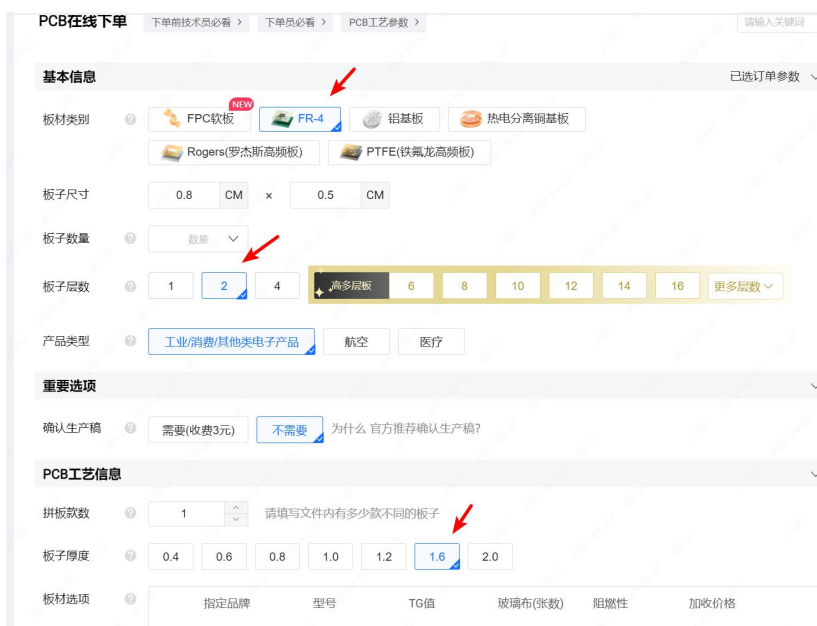 PCB在线下单 下单前技术员必看 > 下单员必看 > PCB工艺参数 > 请输入关键词
基本信息 已选订单参数
板材类别 ? FPC软板 NEW FR-4 铝基板 热电分离铜基板
Rogers(罗杰斯高频板) PTFE(铁氟龙高频板)
板子尺寸 0.8 CM × 0.5 CM
板子数量 ? 数量
板子层数 ? 1 2 4 高多层板 6 8 10 12 14 16 更多层数
产品类型 ? 工业/消费/其他类电子产品 航空 医疗
重要选项
确认生产稿 ? 需要(收费3元) 不需要 为什么 官方推荐确认生产稿?
PCB工艺信息
拼板款数 ? 1 请填写文件内有多少款不同的板子
板子厚度 ? 0.4 0.6 0.8 1.0 1.2 1.6 2.0
板材选项 ? 指定品牌 型号 TG值 玻璃布(张数) 阻燃性 加收价格